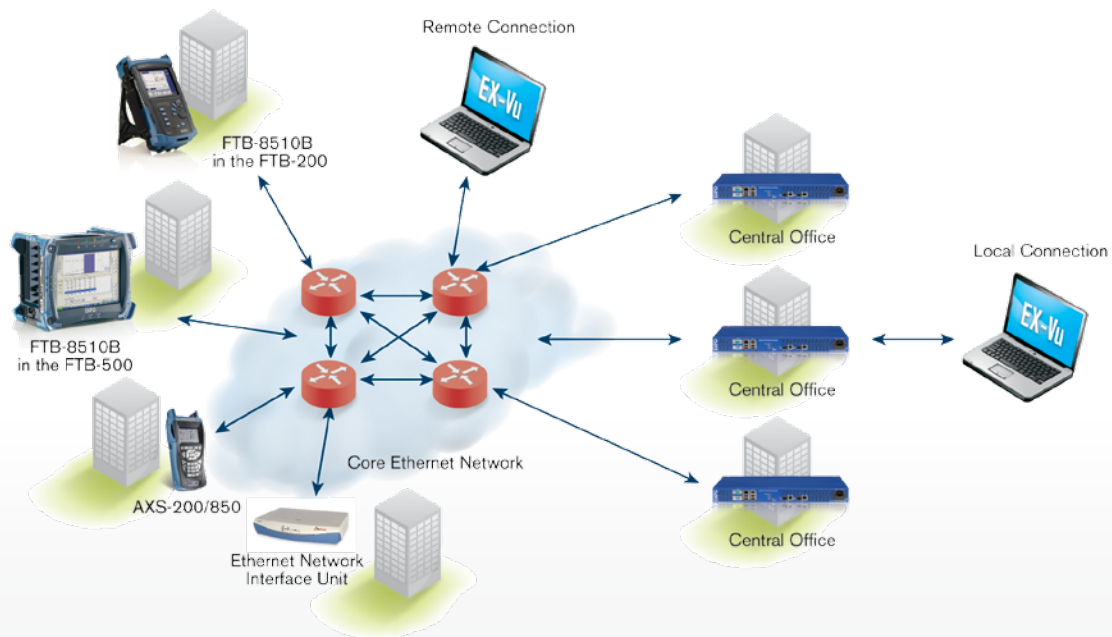 Remote Connection
EX-Vu
FTB-8510B
in the FTB-200
Central Office
Local Connection
EX-Vu
FTB-8510B
in the FTB-500
Central Office
Core Ethernet Network
AXS-200/850
Ethernet Network
Interface Unit
Central Office